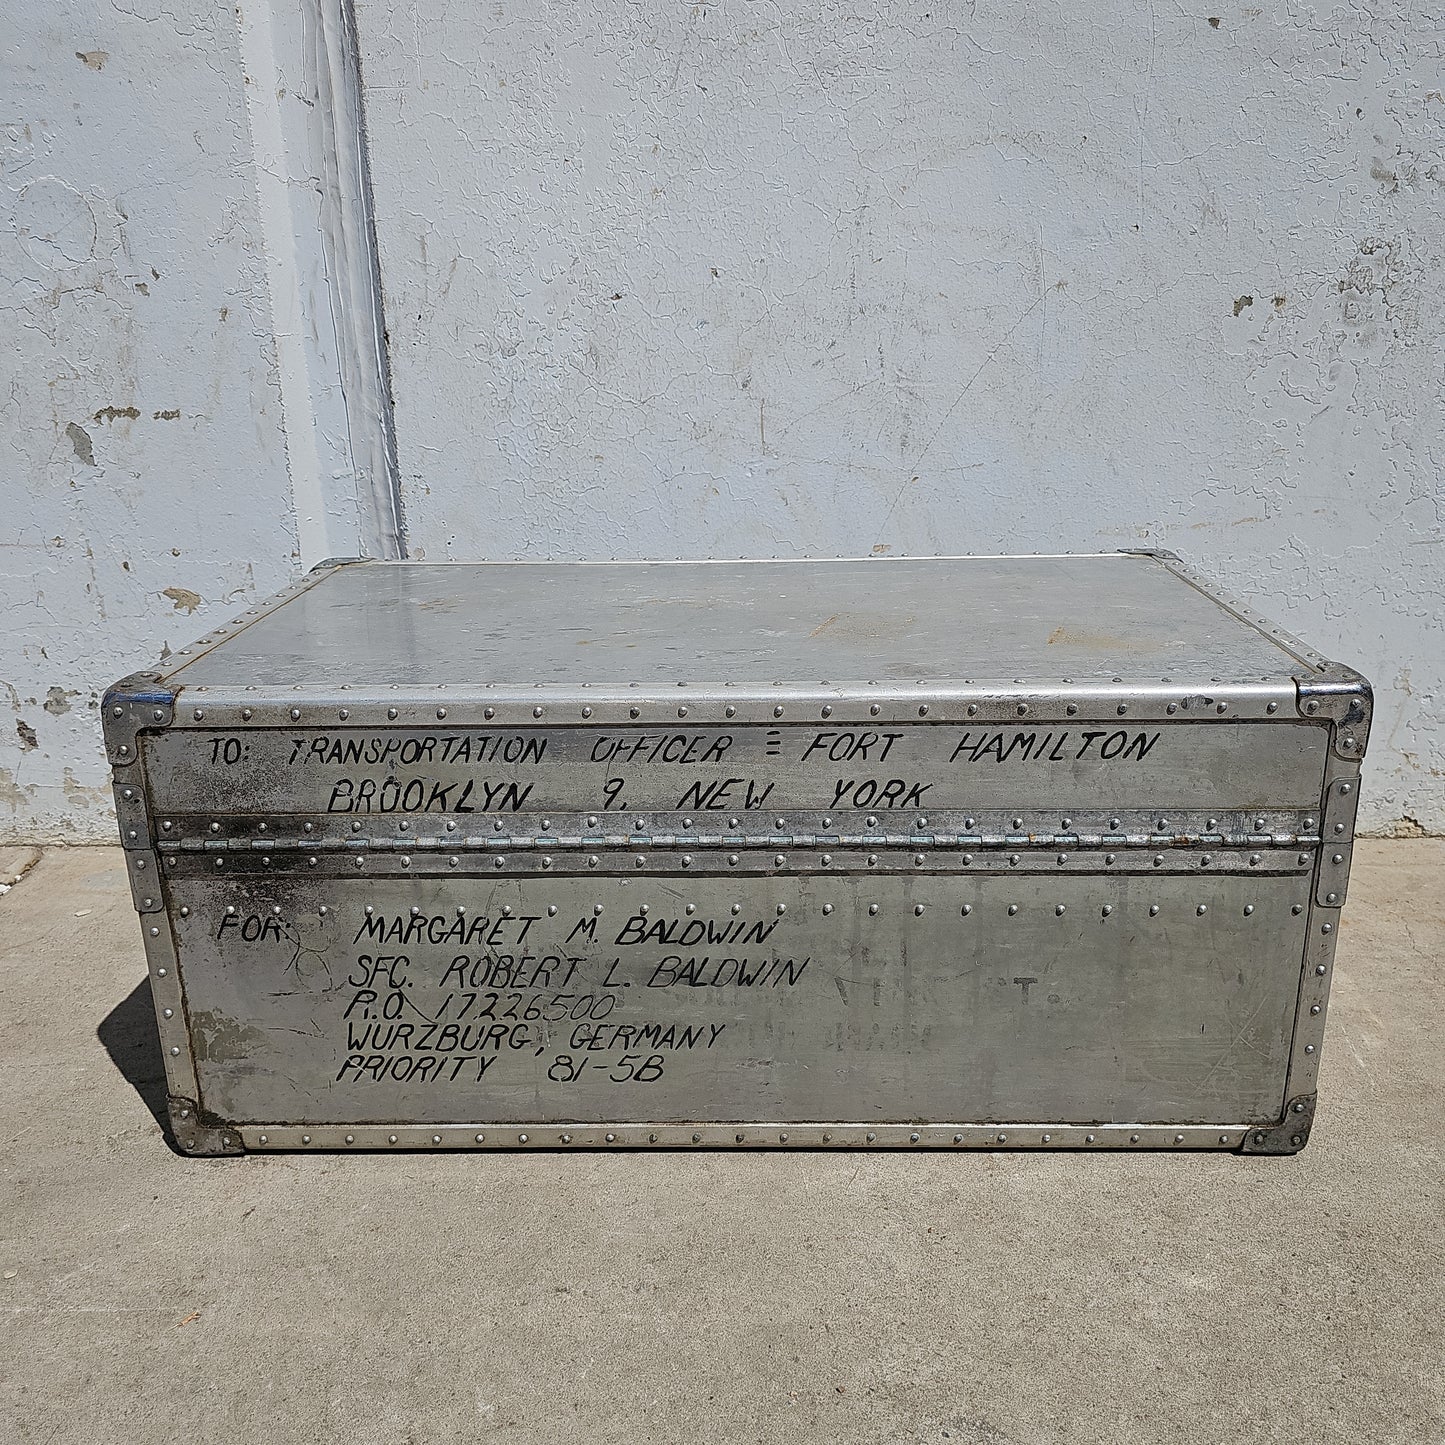 TO: TRANSPORTATION OFFICER = FORT HAMILTON
BROOKLYN 9, NEW YORK
FOR: MARGARET M. BALDWIN
SFC. ROBERT L. BALDWIN
R.O. 17226500
WURZBURG, GERMANY
PRIORITY 81-5B